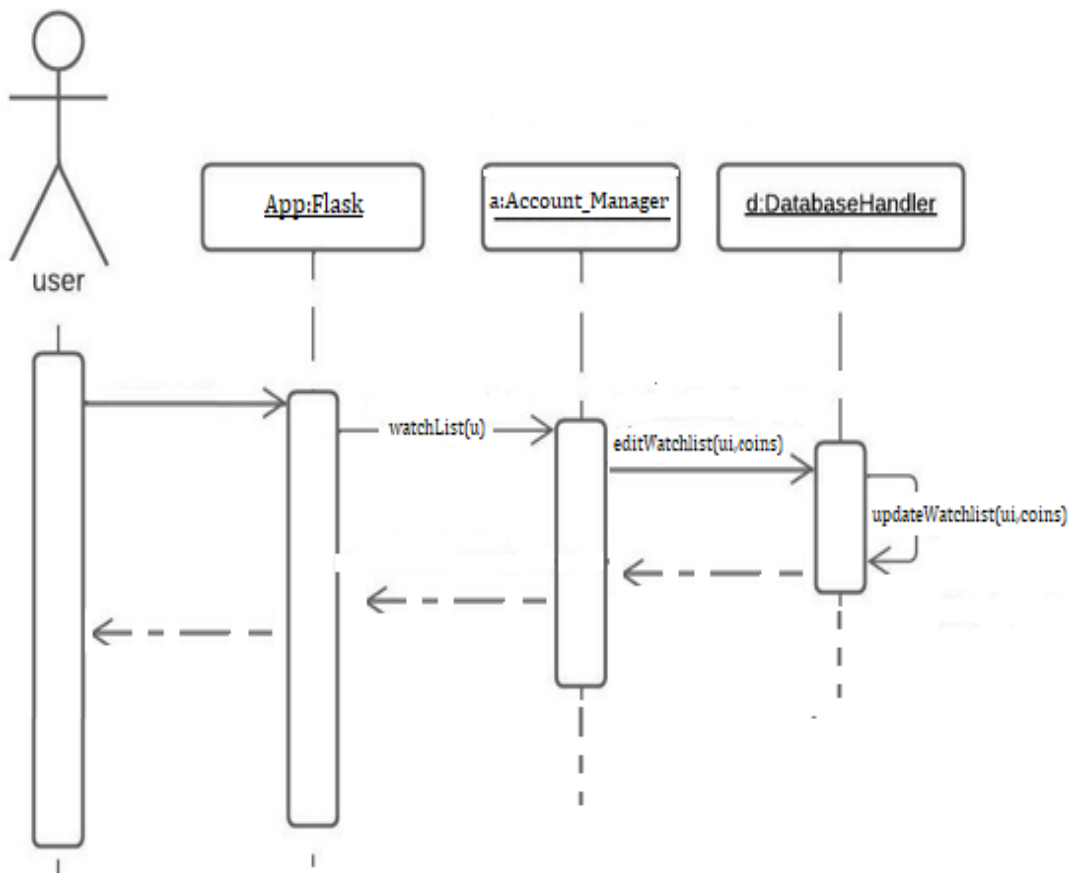 App:Flask
a:Account_Manager
d:DatabaseHandler
user
watchList(u)
editWatchlist(ui,coins)
updateWatchlist(ui,coins)